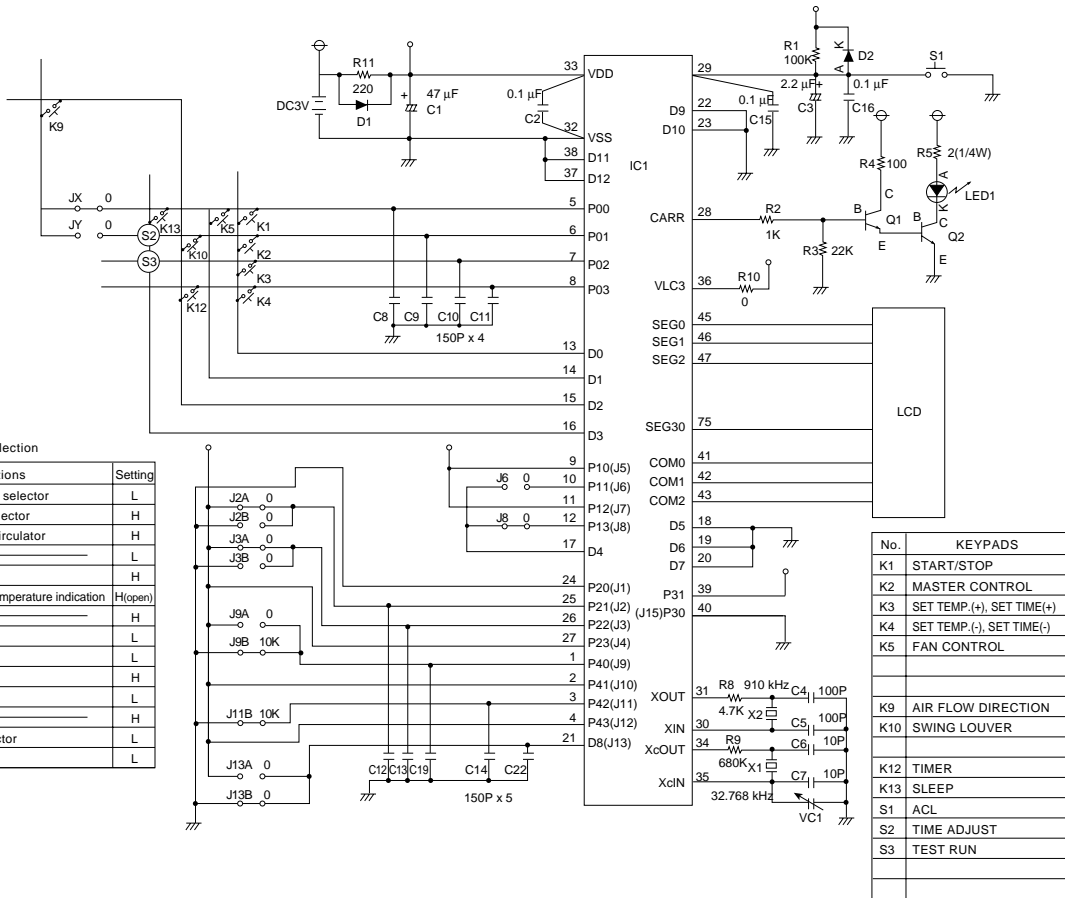 R11
220
DC3V
D1
47 µF
+
C1
0.1 µF
C2
33
VDD
32
VSS
38
D11
37
D12
IC1
5
P00
6
P01
7
P02
8
P03
13
D0
14
D1
15
D2
16
D3
9
P10(J5)
10
P11(J6)
11
P12(J7)
12
P13(J8)
17
D4
24
P20(J1)
25
P21(J2)
26
P22(J3)
27
P23(J4)
1
P40(J9)
2
P41(J10)
3
P42(J11)
4
P43(J12)
21
D8(J13)
29
22
D9
23
D10
28
CARR
36
VLC3
45
SEG0
46
SEG1
47
SEG2
75
SEG30
41
COM0
42
COM1
43
COM2
18
D5
19
D6
20
D7
39
P31
40
(J15)P30
31
XOUT
30
XIN
34
XcOUT
35
XcIN
R1
100K
K
D2
A
2.2 µF+
C3
0.1 µF
C16
0.1 µF
C15
S1
R4
100
R5
2(1/4W)
A
LED1
K
R2
1K
R3
22K
B
C
Q1
E
B
C
Q2
E
R10
0
LCD
R8
4.7K
910 kHz
X2
C4
100P
C5
100P
R9
680K
X1
C6
10P
C7
10P
32.768 kHz
VC1
K9
JX 0
JY 0
S2
S3
K13
K5
K1
K10
K2
K3
K12
K4
C8
C9
C10
C11
150P x 4
J6 0
J8 0
J2A 0
J2B 0
J3A 0
J3B 0
J9A 0
J9B 10K
J11B 10K
J13A 0
J13B 0
C12
C13
C19
C14
C22
150P x 5
lection
tions Setting
selector L
ector H
irculator H
L
H
mperature indication H(open)
H
L
L
H
L
H
ctor L
L
No. KEYPADS
K1 START/STOP
K2 MASTER CONTROL
K3 SET TEMP.(+), SET TIME(+)
K4 SET TEMP.(-), SET TIME(-)
K5 FAN CONTROL
K9 AIR FLOW DIRECTION
K10 SWING LOUVER
K12 TIMER
K13 SLEEP
S1 ACL
S2 TIME ADJUST
S3 TEST RUN